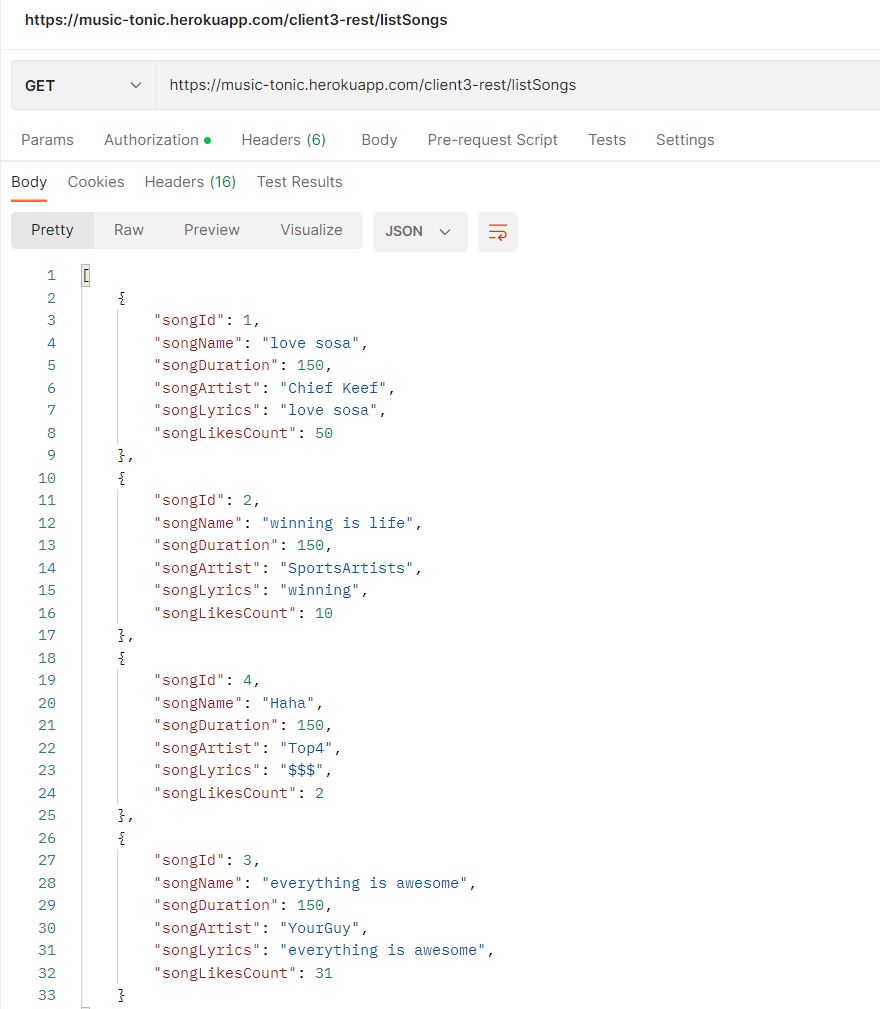 https://music-tonic.herokuapp.com/client3-rest/listSongs
GET https://music-tonic.herokuapp.com/client3-rest/listSongs
Params Authorization Headers (6) Body Pre-request Script Tests Settings
Body Cookies Headers (16) Test Results
Pretty Raw Preview Visualize JSON
1 [
2 {
3 "songId": 1,
4 "songName": "love sosa",
5 "songDuration": 150,
6 "songArtist": "Chief Keef",
7 "songLyrics": "love sosa",
8 "songLikesCount": 50
9 },
10 {
11 "songId": 2,
12 "songName": "winning is life",
13 "songDuration": 150,
14 "songArtist": "SportsArtists",
15 "songLyrics": "winning",
16 "songLikesCount": 10
17 },
18 {
19 "songId": 4,
20 "songName": "Haha",
21 "songDuration": 150,
22 "songArtist": "Top4",
23 "songLyrics": "$$$",
24 "songLikesCount": 2
25 },
26 {
27 "songId": 3,
28 "songName": "everything is awesome",
29 "songDuration": 150,
30 "songArtist": "YourGuy",
31 "songLyrics": "everything is awesome",
32 "songLikesCount": 31
33 }